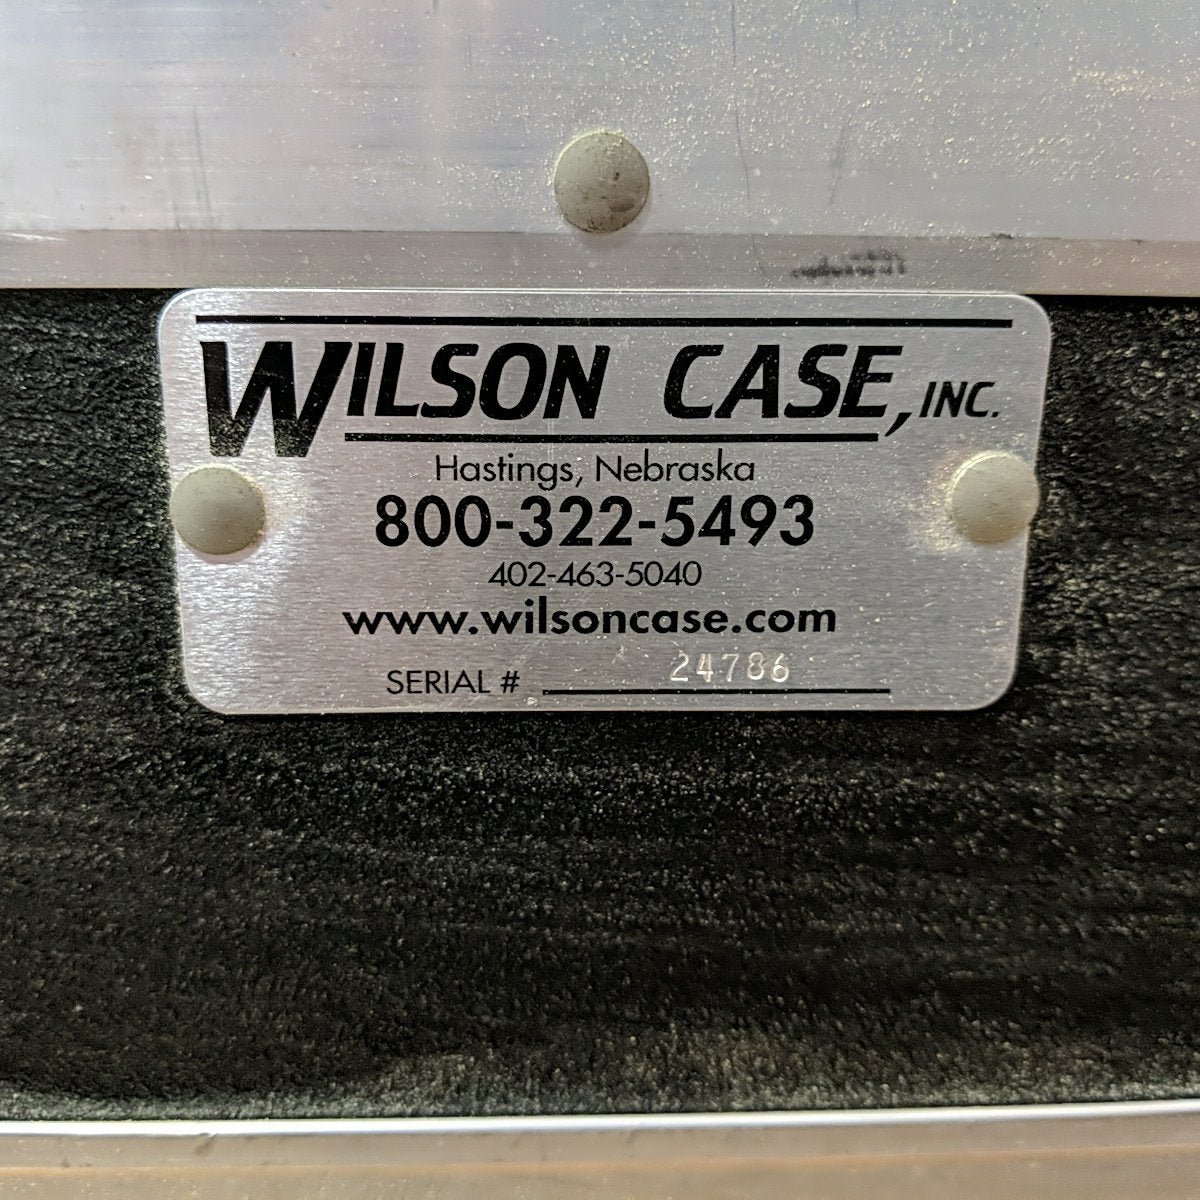 WILSON CASE, INC.
Hastings, Nebraska
800-322-5493
402-463-5040
www.wilsoncase.com
SERIAL # 24786